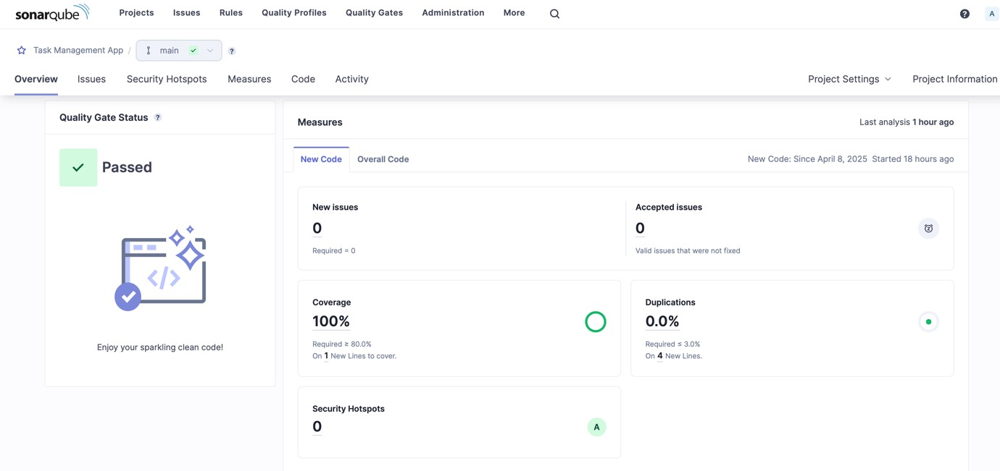 sonarqube Projects Issues Rules Quality Profiles Quality Gates Administration More ? A
Task Management App / main ?
Overview Issues Security Hotspots Measures Code Activity Project Settings Project Information
Quality Gate Status ?
Passed
</>
Enjoy your sparkling clean code!
Measures Last analysis 1 hour ago
New Code Overall Code New Code: Since April 8, 2025 Started 18 hours ago
New issues
0
Required = 0
Accepted issues
0
Valid issues that were not fixed
Coverage
100%
Required ≥ 80.0%
On 1 New Lines to cover.
Duplications
0.0%
Required ≤ 3.0%
On 4 New Lines.
Security Hotspots
0
A